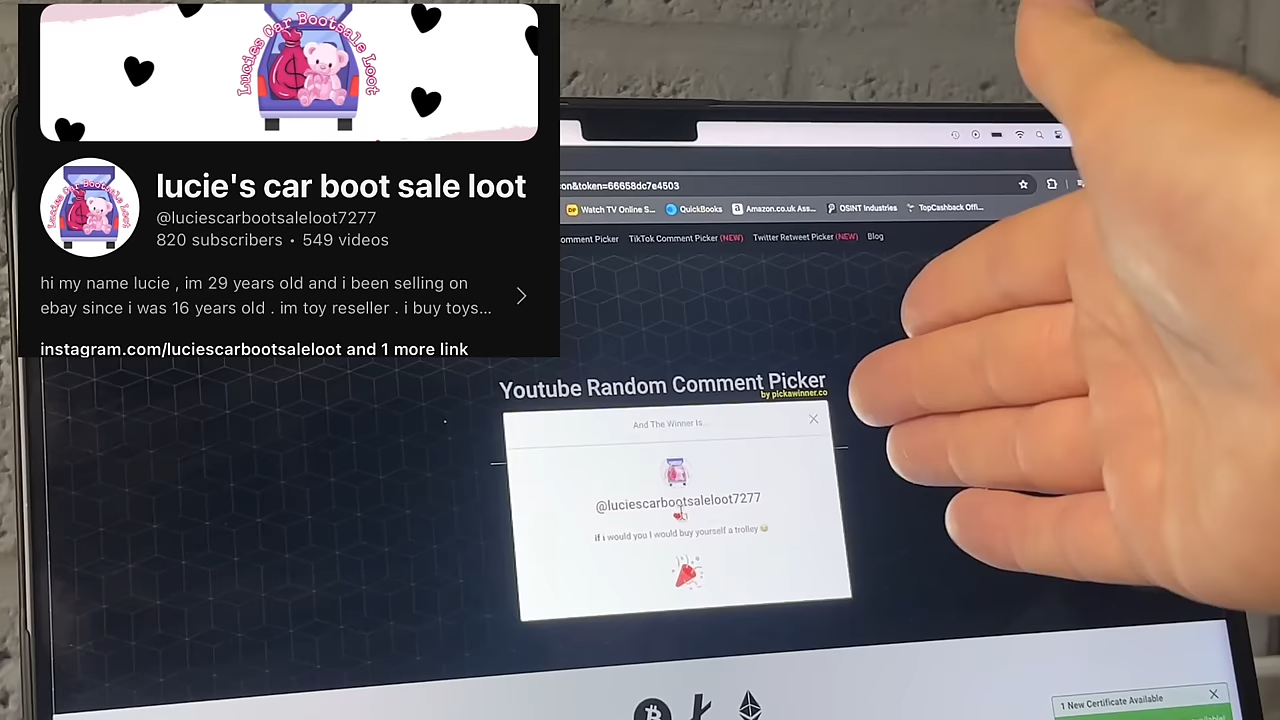 Lucies Car Bootsale Loot
lucie's car boot sale loot
@luciescarbootsaleloot7277
820 subscribers • 549 videos
hi my name lucie , im 29 years old and i been selling on
ebay since i was 16 years old . im toy reseller . i buy toys...
instagram.com/luciescarbootsaleloot and 1 more link
Lucies Car Bootsale Loot
on&token=66658dc7e4503
Watch TV Online S... QuickBooks Amazon.co.uk Ass... OSINT Industries TopCashback Offi...
omment Picker TikTok Comment Picker (NEW) Twitter Retweet Picker (NEW) Blog
Youtube Random Comment Picker
by pickawinner.co
And The Winner Is...
@luciescarbootsaleloot7277
if i would you I would buy yourself a trolley
1 New Certificate Available